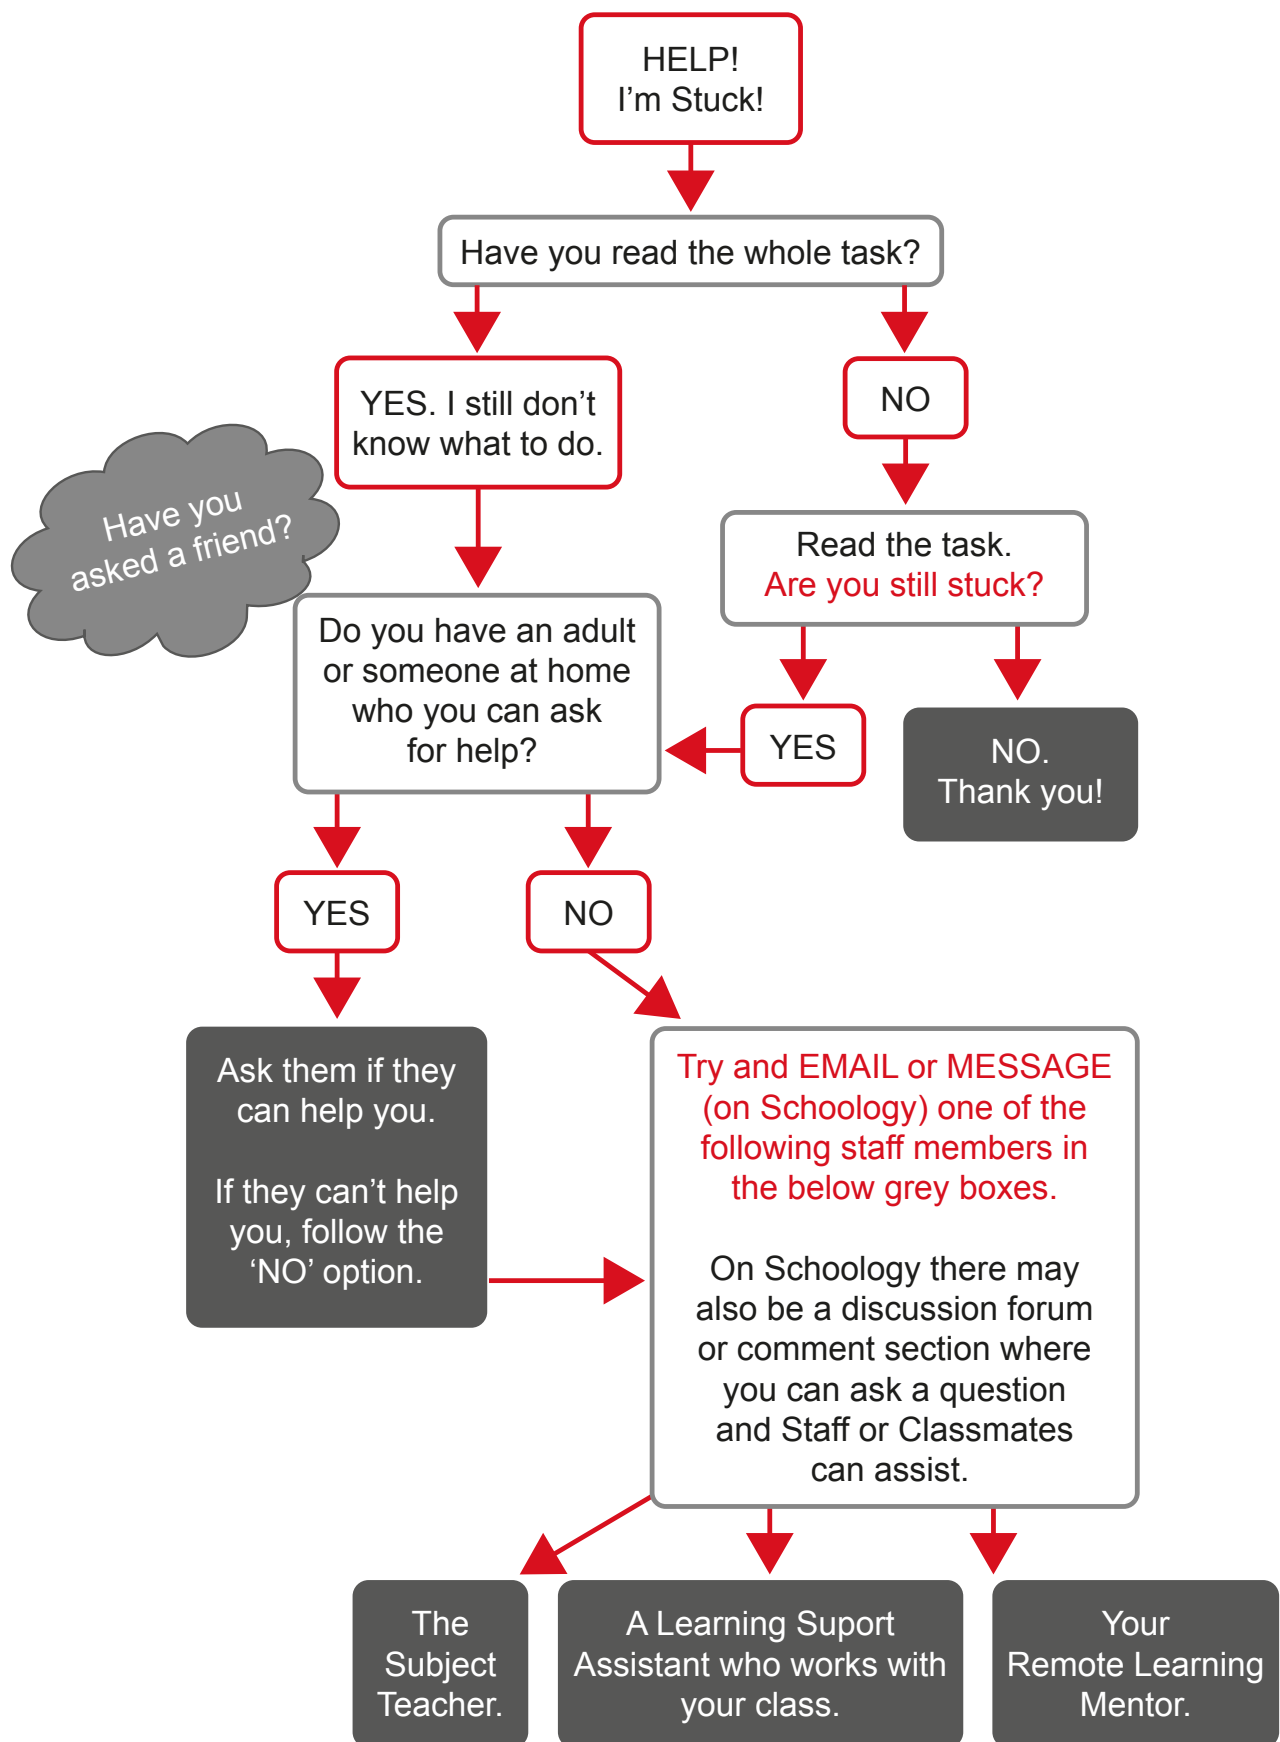 HELP!
I’m Stuck!
Have you read the whole task?
YES. I still don’t
know what to do.
NO
Have you
asked a friend?
Read the task.
Are you still stuck?
Do you have an adult
or someone at home
who you can ask
for help?
YES
NO.
Thank you!
YES
NO
Ask them if they
can help you.
If they can’t help
you, follow the
‘NO’ option.
Try and EMAIL or MESSAGE
(on Schoology) one of the
following staff members in
the below grey boxes.
On Schoology there may
also be a discussion forum
or comment section where
you can ask a question
and Staff or Classmates
can assist.
The
Subject
Teacher.
A Learning Suport
Assistant who works with
your class.
Your
Remote Learning
Mentor.